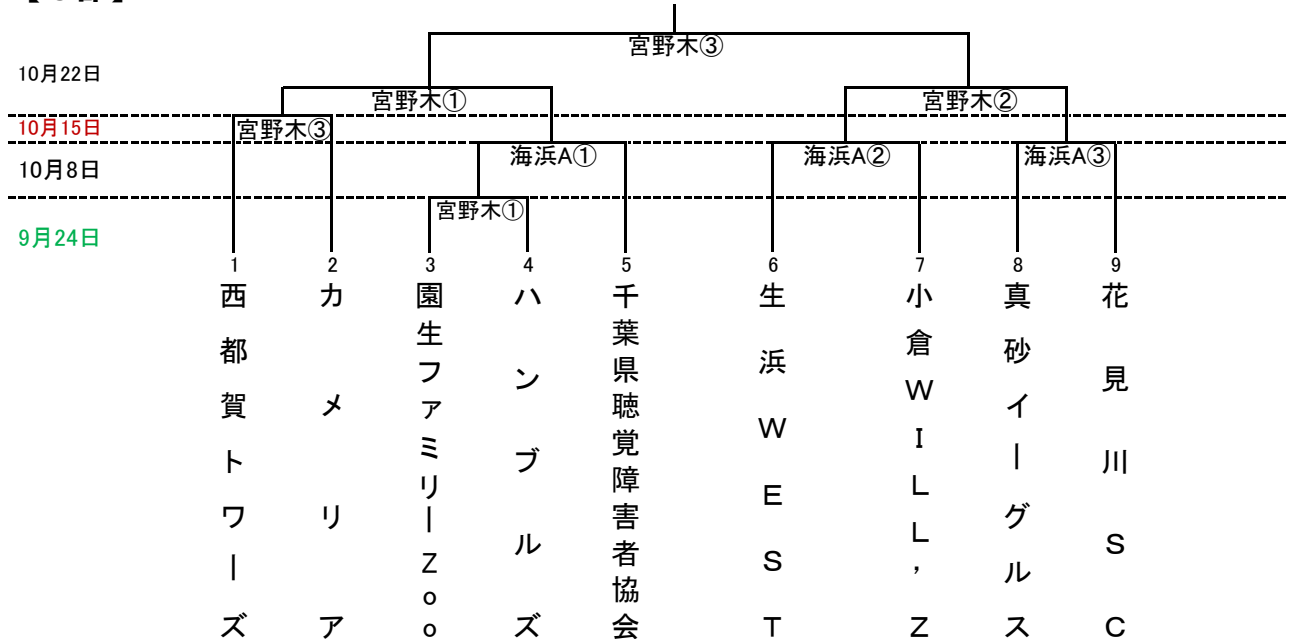 宮野木③
10月22日
宮野木①
宮野木②
10月15日
宮野木③
海浜A①
海浜A②
海浜A③
10月8日
宮野木①
9月24日
1
2
3
4
5
6
7
8
9
西都賀トワーズ
カメリア
園生ファミリーZoo
ハンブルズ
千葉県聴覚障害者協会
生浜WEST
小倉WILL’Z
真砂イーグルス
花見川SC